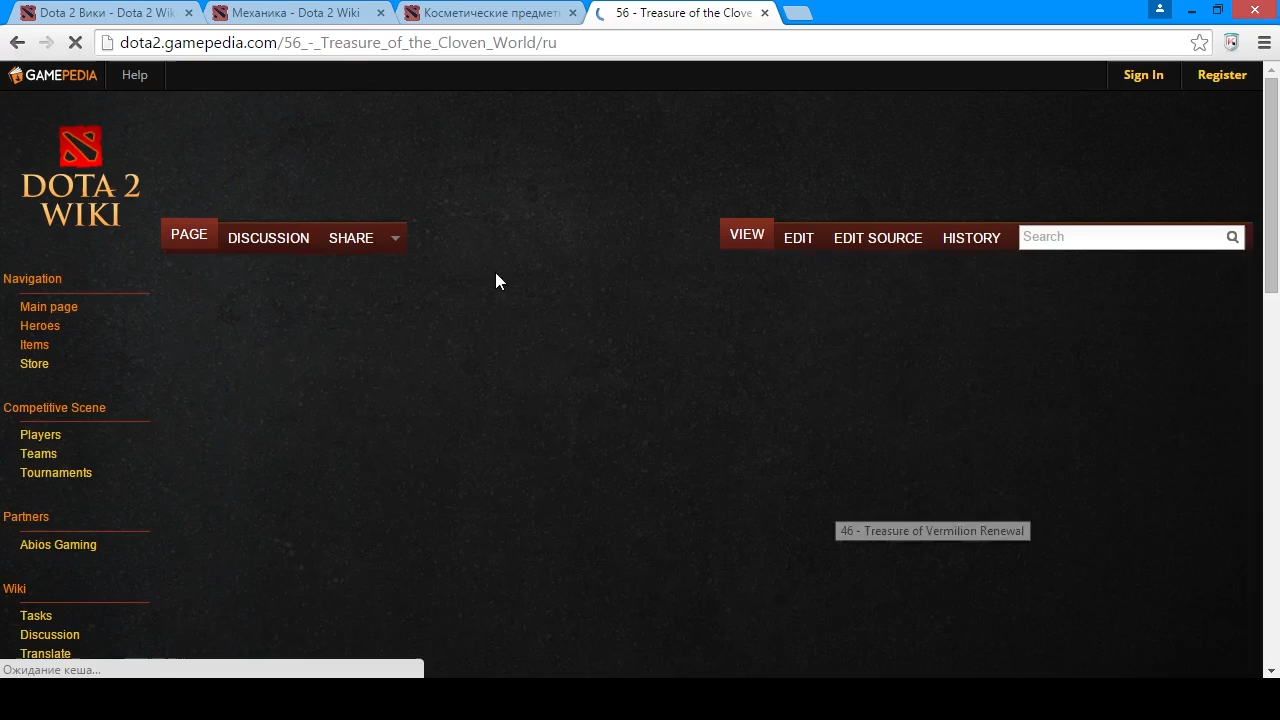 Dota 2 Вики - Dota 2 Wik
Механика - Dota 2 Wiki
Косметические предмет
56 - Treasure of the Clove
dota2.gamepedia.com/56_-_Treasure_of_the_Cloven_World/ru
GAMEPEDIA
Help
Sign In
Register
DOTA 2
WIKI
PAGE
DISCUSSION
SHARE
VIEW
EDIT
EDIT SOURCE
HISTORY
Search
Navigation
Main page
Heroes
Items
Store
Competitive Scene
Players
Teams
Tournaments
Partners
46 - Treasure of Vermilion Renewal
Abios Gaming
Wiki
Tasks
Discussion
Translate
Ожидание кеша...